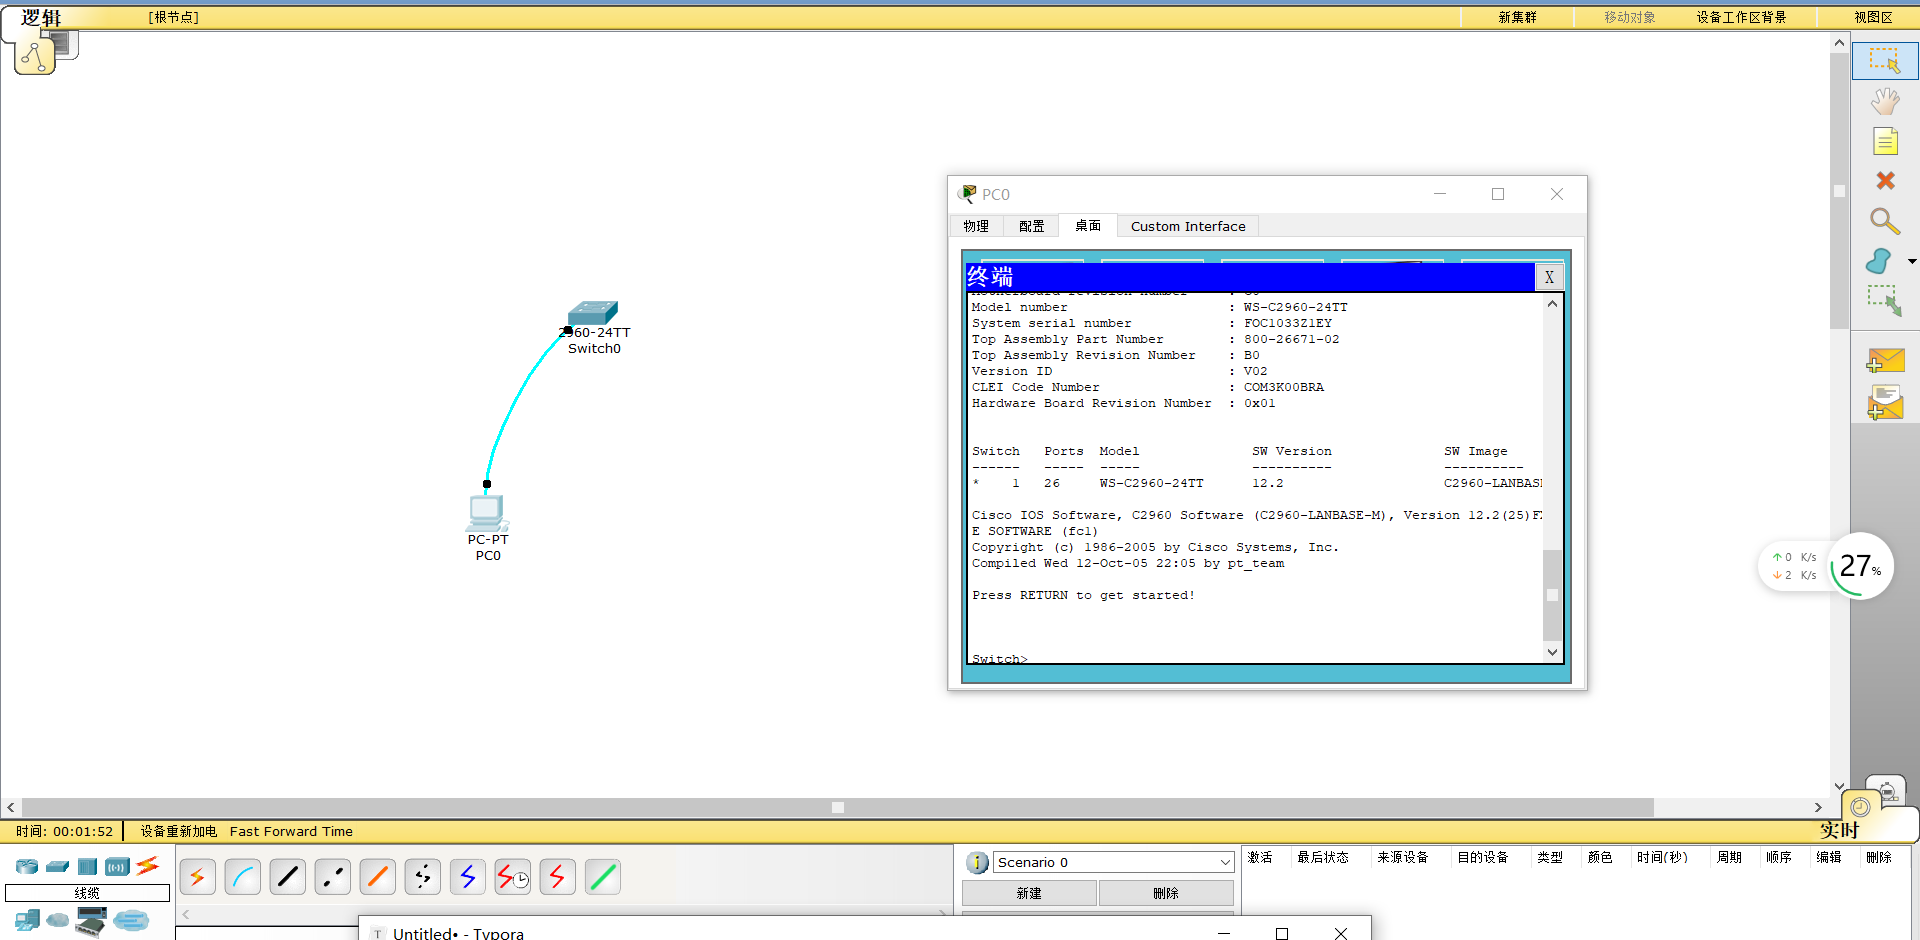 逻辑 [根节点] 新集群 移动对象 设备工作区背景 视图区
PC0
物理 配置 桌面 Custom Interface
终端 X
Model number : WS-C2960-24TT
System serial number : FOC1033Z1EY
Top Assembly Part Number : 800-26671-02
Top Assembly Revision Number : B0
Version ID : V02
CLEI Code Number : COM3K00BRA
Hardware Board Revision Number : 0x01
Switch Ports Model SW Version SW Image
------ ----- ----- ---------- ----------
* 1 26 WS-C2960-24TT 12.2 C2960-LANBAS
Cisco IOS Software, C2960 Software (C2960-LANBASE-M), Version 12.2(25)F
E SOFTWARE (fc1)
Copyright (c) 1986-2005 by Cisco Systems, Inc.
Compiled Wed 12-Oct-05 22:05 by pt_team
Press RETURN to get started!
Switch>
2960-24TT
Switch0
PC-PT
PC0
↑ 0 K/s
↓ 2 K/s
27%
时间: 00:01:52 设备重新加电 Fast Forward Time 实时
线缆
Scenario 0
新建 删除
激活 最后状态 来源设备 目的设备 类型 颜色 时间(秒) 周期 顺序 编辑 删除
T Untitled• - Typora